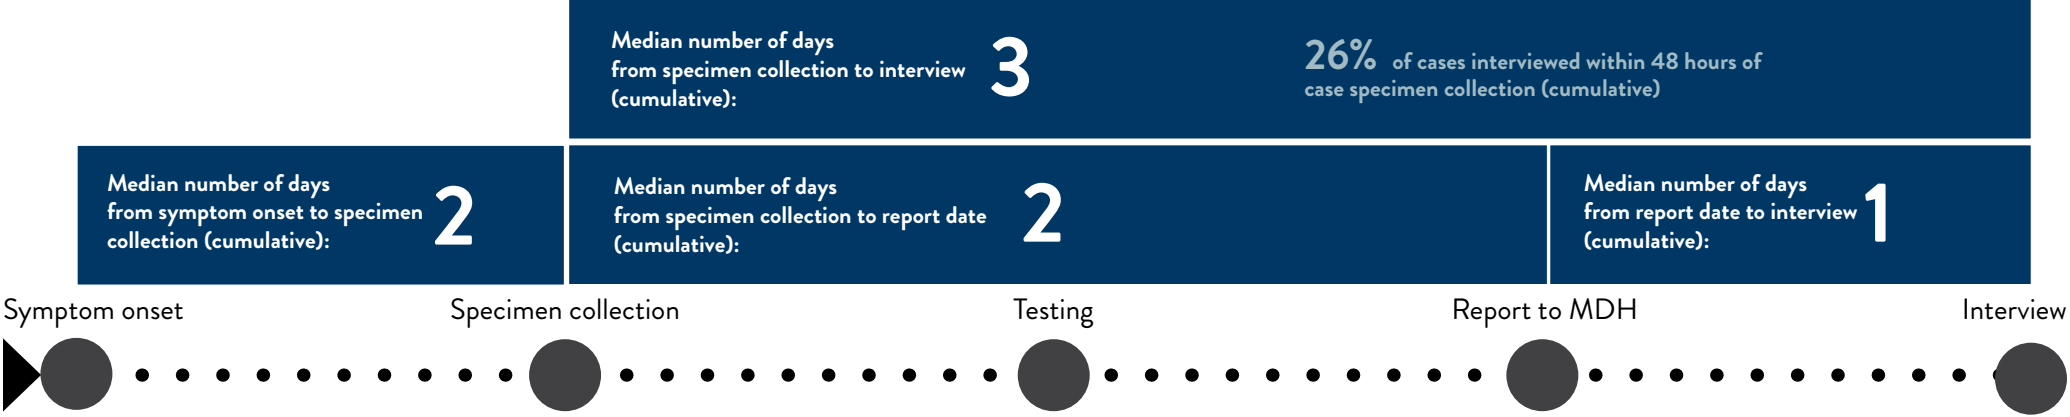 Median number of days
from specimen collection to interview
(cumulative):
3
26% of cases interviewed within 48 hours of
case specimen collection (cumulative)
Median number of days
from symptom onset to specimen
collection (cumulative):
2
Median number of days
from specimen collection to report date
(cumulative):
2
Median number of days
from report date to interview
(cumulative):
1
Symptom onset
Specimen collection
Testing
Report to MDH
Interview